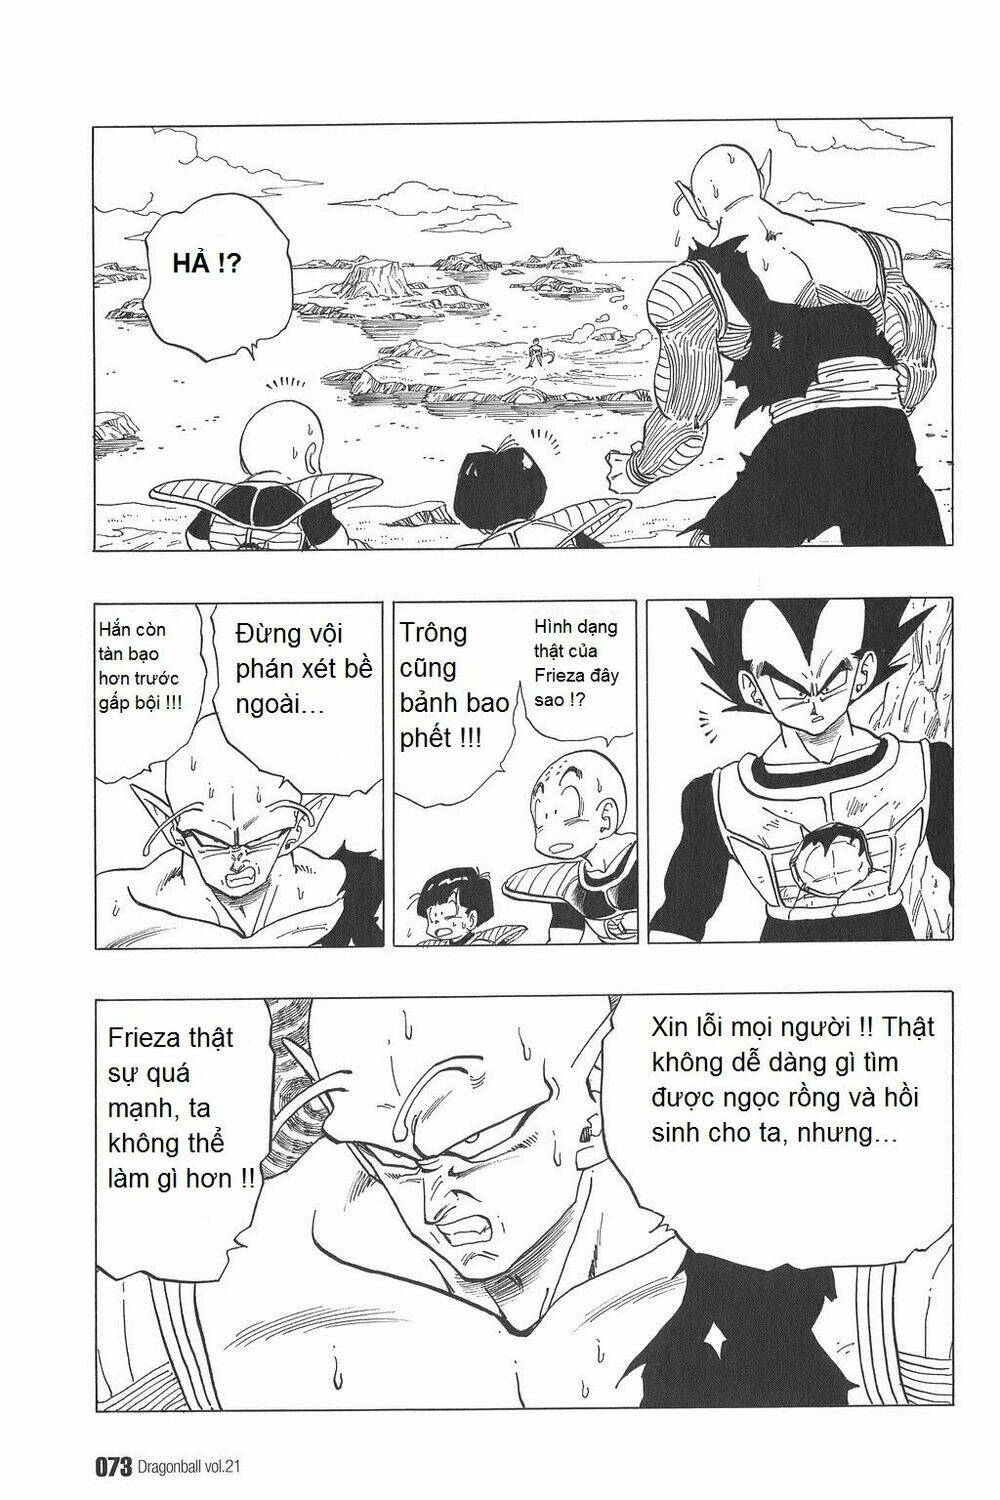 HẢ !?
Hình dạng
thật của
Frieza đây
sao !?
Trông
cũng
bảnh bao
phết !!!
Đừng vội
phán xét bề
ngoài...
Hắn còn
tàn bạo
hơn trước
gấp bội !!!
Xin lỗi mọi người !! Thật
không dễ dàng gì tìm
được ngọc rồng và hồi
sinh cho ta, nhưng...
Frieza thật
sự quá
mạnh, ta
không thể
làm gì hơn !!
073 Dragonball vol.21